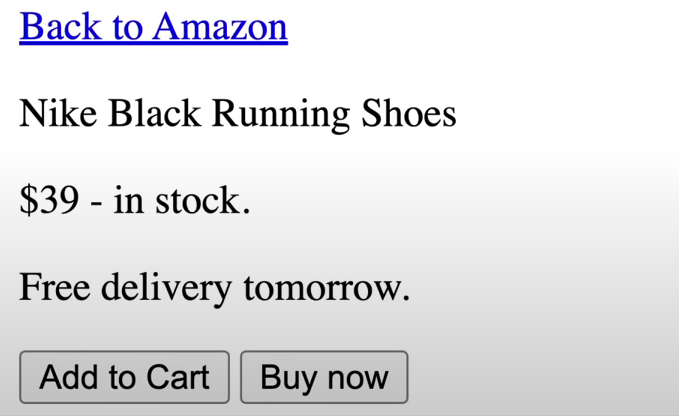 Back to Amazon
Nike Black Running Shoes
$39 - in stock.
Free delivery tomorrow.
Add to Cart Buy now